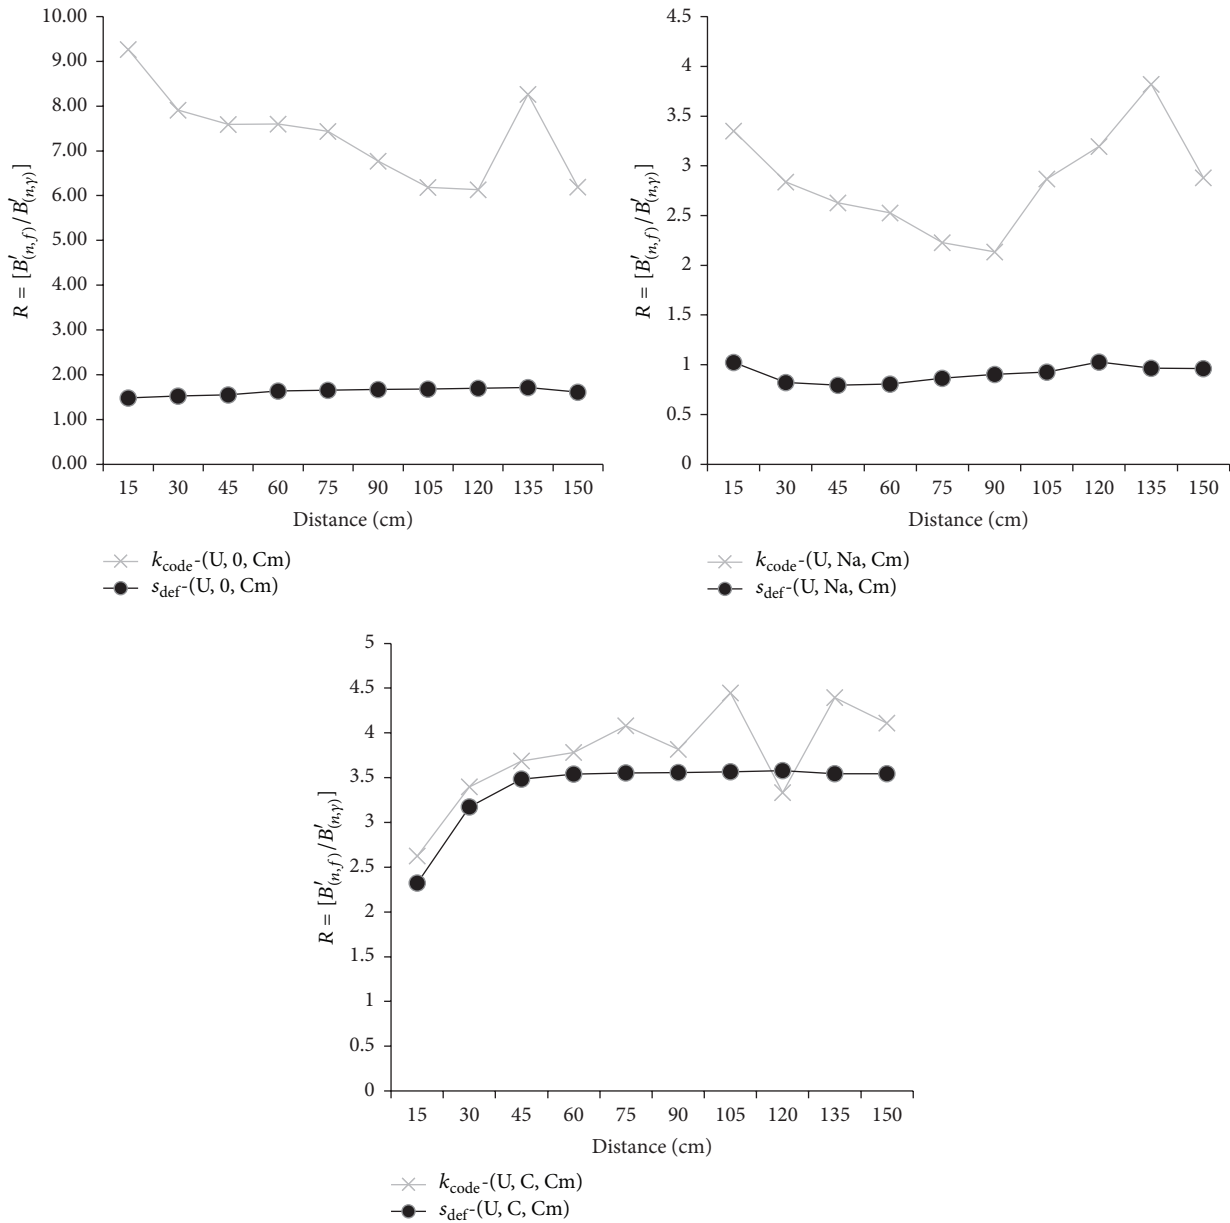 10.00
9.00
8.00
7.00
6.00
5.00
4.00
3.00
2.00
1.00
0.00
R = [B′(n,f)/B′(n,γ)]
15 30 45 60 75 90 105 120 135 150
Distance (cm)
kcode-(U, 0, Cm)
sdef-(U, 0, Cm)
4.5
4
3.5
3
2.5
2
1.5
1
0.5
0
R = [B′(n,f)/B′(n,γ)]
15 30 45 60 75 90 105 120 135 150
Distance (cm)
kcode-(U, Na, Cm)
sdef-(U, Na, Cm)
5
4.5
4
3.5
3
2.5
2
1.5
1
0.5
0
R = [B′(n,f)/B′(n,γ)]
15 30 45 60 75 90 105 120 135 150
Distance (cm)
kcode-(U, C, Cm)
sdef-(U, C, Cm)